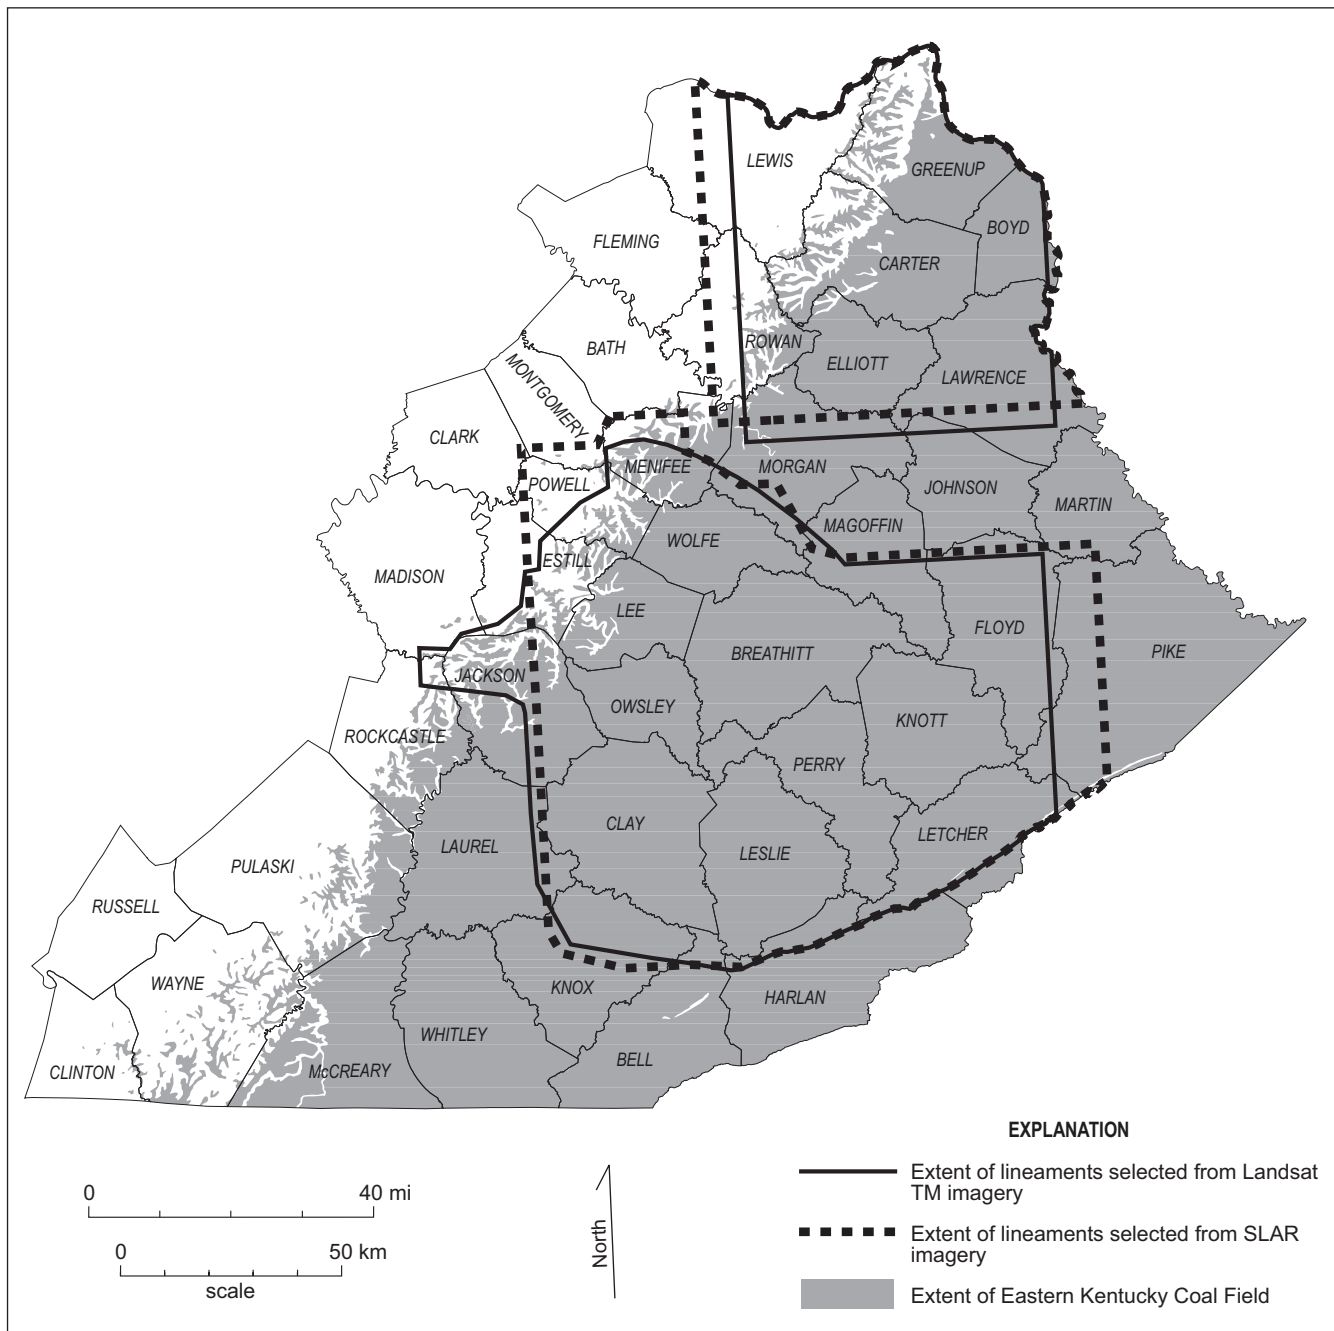 LEWIS
GREENUP
BOYD
FLEMING
CARTER
BATH
ROWAN
ELLIOTT
LAWRENCE
MONTGOMERY
CLARK
MENIFEE
MORGAN
POWELL
JOHNSON
MARTIN
MAGOFFIN
WOLFE
ESTILL
MADISON
LEE
FLOYD
BREATHITT
PIKE
JACKSON
OWSLEY
KNOTT
ROCKCASTLE
PERRY
CLAY
LETCHER
LAUREL
LESLIE
PULASKI
RUSSELL
WAYNE
KNOX
HARLAN
WHITLEY
BELL
CLINTON
McCREARY
EXPLANATION
Extent of lineaments selected from Landsat
TM imagery
Extent of lineaments selected from SLAR
imagery
Extent of Eastern Kentucky Coal Field
0 40 mi
0 50 km
scale
North